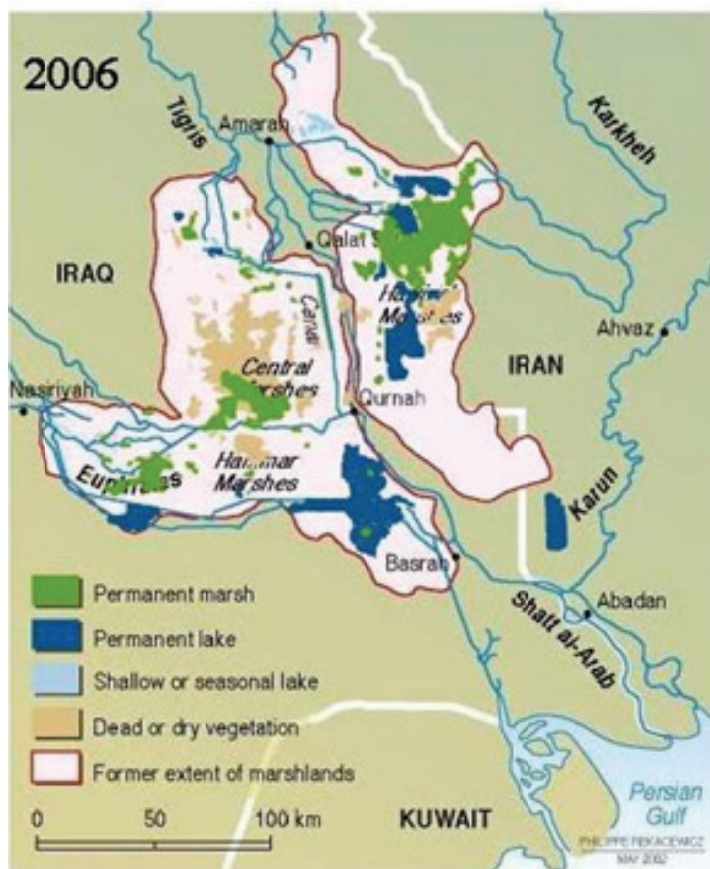 2006
Tigris
Amarah
Karkheh
Qalat S
IRAQ
Canal
Marshes
Ahvaz
IRAN
Central
Marshes
Nasiriyah
Qurnah
Hammar
Marshes
Euphrates
Karun
Basrah
Shatt al-Arab
Abadan
Permanent marsh
Permanent lake
Shallow or seasonal lake
Dead or dry vegetation
Former extent of marshlands
0 50 100 km
KUWAIT
Persian
Gulf
PHILIPPE REKACEWICZ
MAY 2002